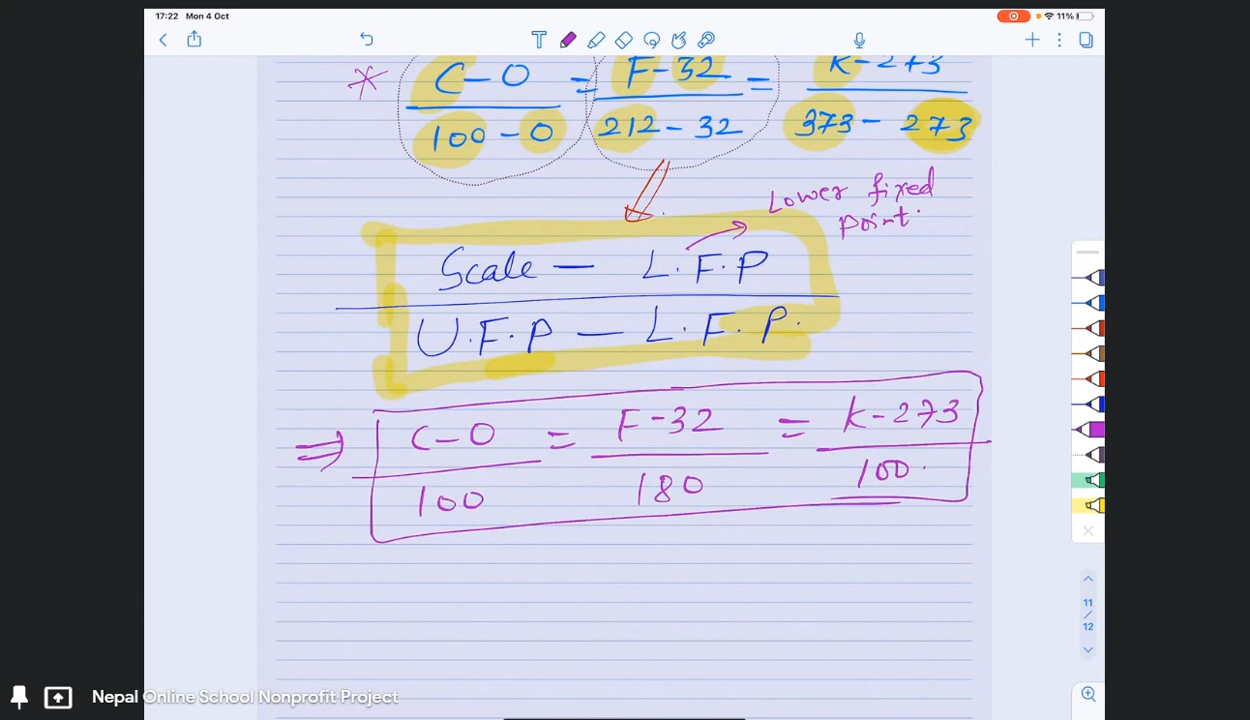 17:22 Mon 4 Oct
11%
T
* C-0 / 100-0 = F-32 / 212-32 = K-273 / 373-273
Lower fixed point.
Scale - L.F.P
U.F.P - L.F.P.
⇒ C-0 / 100 = F-32 / 180 = K-273 / 100
11 / 12
Nepal Online School Nonprofit Project